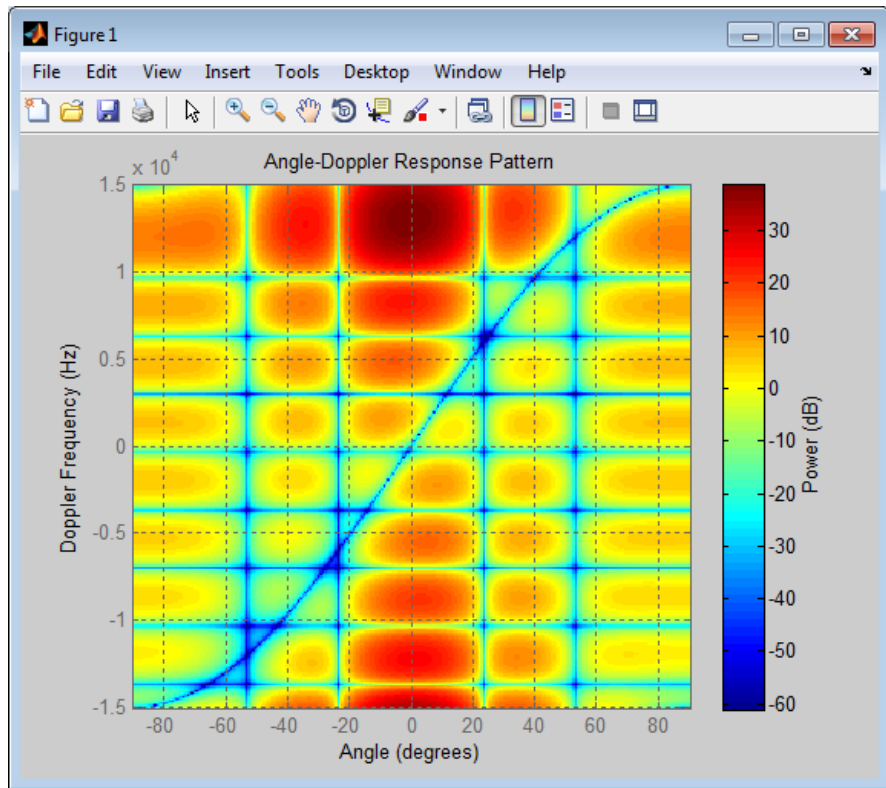 Figure 1
File Edit View Insert Tools Desktop Window Help
Angle-Doppler Response Pattern
x 10^4
1.5
1
0.5
0
-0.5
-1
-1.5
Doppler Frequency (Hz)
-80 -60 -40 -20 0 20 40 60 80
Angle (degrees)
30
20
10
0
-10
-20
-30
-40
-50
-60
Power (dB)